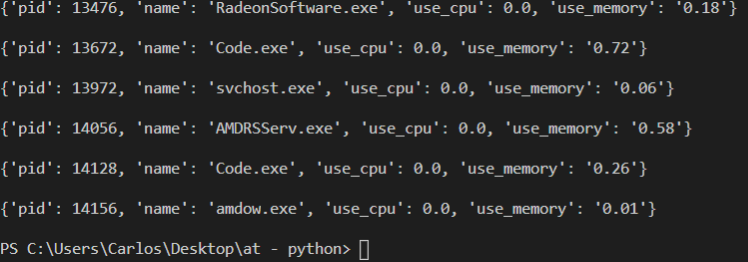 {'pid': 13476, 'name': 'RadeonSoftware.exe', 'use_cpu': 0.0, 'use_memory': '0.18'}
{'pid': 13672, 'name': 'Code.exe', 'use_cpu': 0.0, 'use_memory': '0.72'}
{'pid': 13972, 'name': 'svchost.exe', 'use_cpu': 0.0, 'use_memory': '0.06'}
{'pid': 14056, 'name': 'AMDRSServ.exe', 'use_cpu': 0.0, 'use_memory': '0.58'}
{'pid': 14128, 'name': 'Code.exe', 'use_cpu': 0.0, 'use_memory': '0.26'}
{'pid': 14156, 'name': 'amdow.exe', 'use_cpu': 0.0, 'use_memory': '0.01'}
PS C:\Users\Carlos\Desktop\at - python>